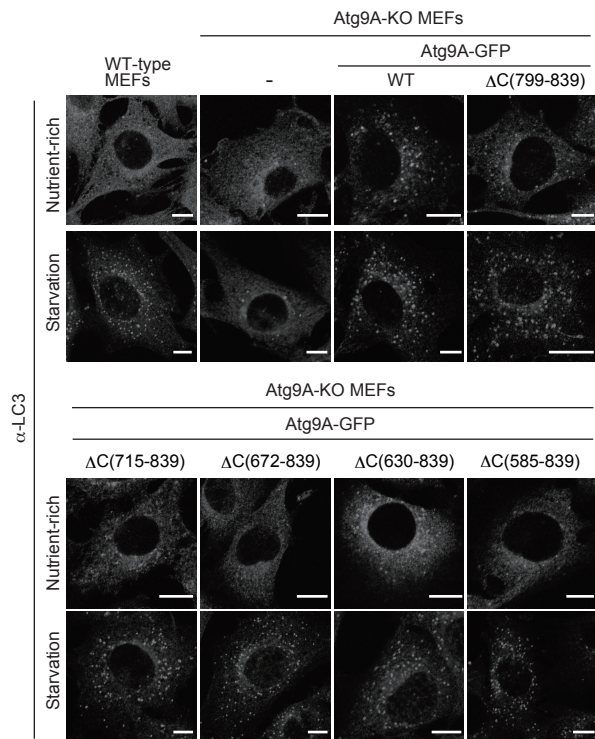 Atg9A-KO MEFs
Atg9A-GFP
WT-type
MEFs
-
WT
ΔC(799-839)
Nutrient-rich
Starvation
α-LC3
Atg9A-KO MEFs
Atg9A-GFP
ΔC(715-839)
ΔC(672-839)
ΔC(630-839)
ΔC(585-839)
Nutrient-rich
Starvation